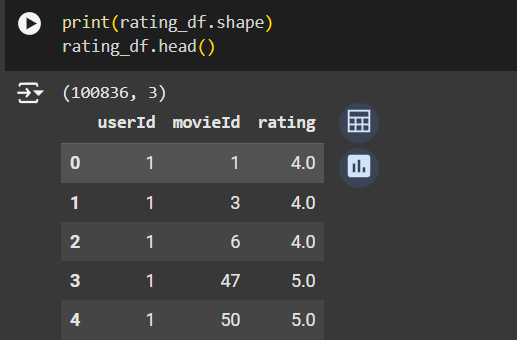 print(rating_df.shape)
rating_df.head()
(100836, 3)
userId movieId rating
0 1 1 4.0
1 1 3 4.0
2 1 6 4.0
3 1 47 5.0
4 1 50 5.0